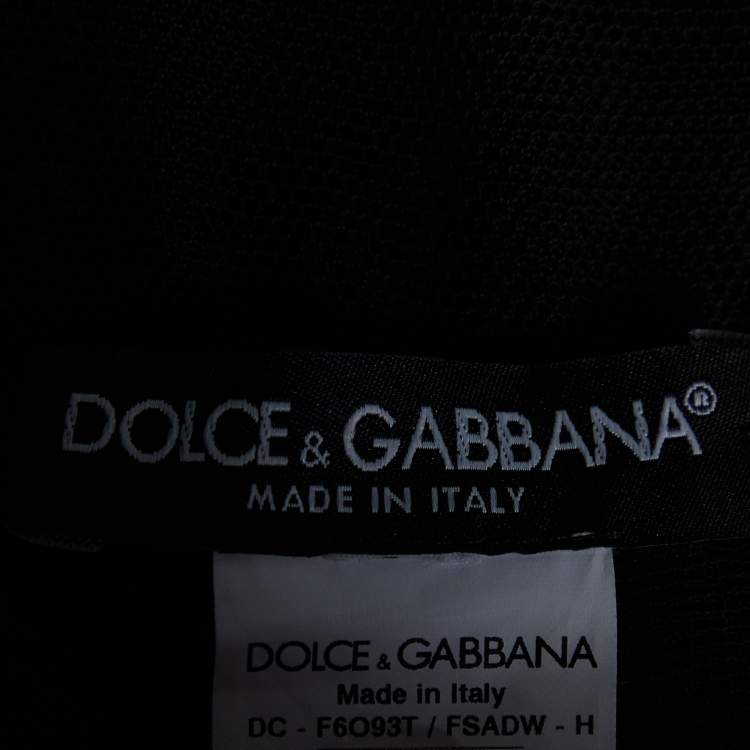 DOLCE & GABBANA®
MADE IN ITALY
DOLCE & GABBANA
Made in Italy
DC - F6O93T / FSADW - H